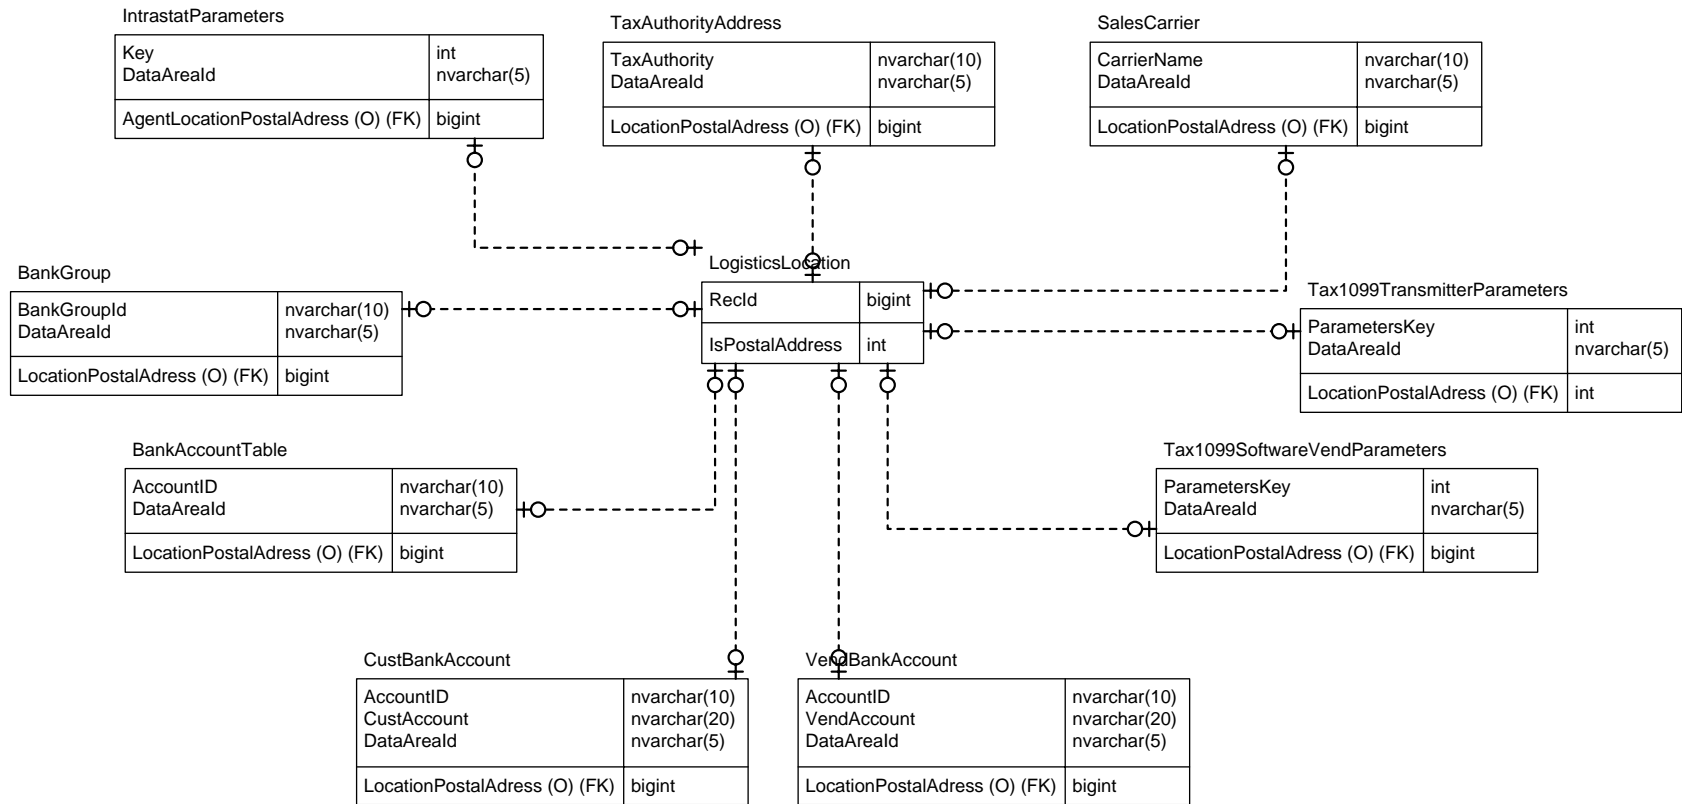 IntrastatParameters
Key int
DataAreaId nvarchar(5)
AgentLocationPostalAdress (O) (FK) bigint
TaxAuthorityAddress
TaxAuthority nvarchar(10)
DataAreaId nvarchar(5)
LocationPostalAdress (O) (FK) bigint
SalesCarrier
CarrierName nvarchar(10)
DataAreaId nvarchar(5)
LocationPostalAdress (O) (FK) bigint
BankGroup
BankGroupId nvarchar(10)
DataAreaId nvarchar(5)
LocationPostalAdress (O) (FK) bigint
LogisticsLocation
RecId bigint
IsPostalAddress int
Tax1099TransmitterParameters
ParametersKey int
DataAreaId nvarchar(5)
LocationPostalAdress (O) (FK) int
BankAccountTable
AccountID nvarchar(10)
DataAreaId nvarchar(5)
LocationPostalAdress (O) (FK) bigint
Tax1099SoftwareVendParameters
ParametersKey int
DataAreaId nvarchar(5)
LocationPostalAdress (O) (FK) bigint
CustBankAccount
AccountID nvarchar(10)
CustAccount nvarchar(20)
DataAreaId nvarchar(5)
LocationPostalAdress (O) (FK) bigint
VendBankAccount
AccountID nvarchar(10)
VendAccount nvarchar(20)
DataAreaId nvarchar(5)
LocationPostalAdress (O) (FK) bigint